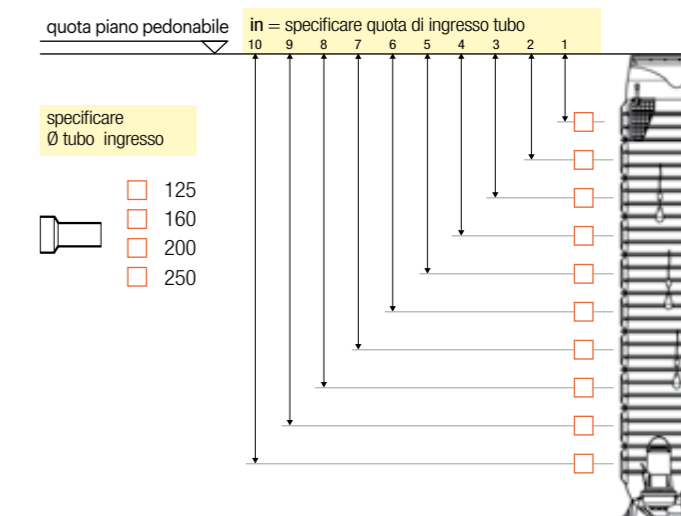 quota piano pedonabile
in = specificare quota di ingresso tubo
10 9 8 7 6 5 4 3 2 1
specificare
Ø tubo ingresso
125
160
200
250